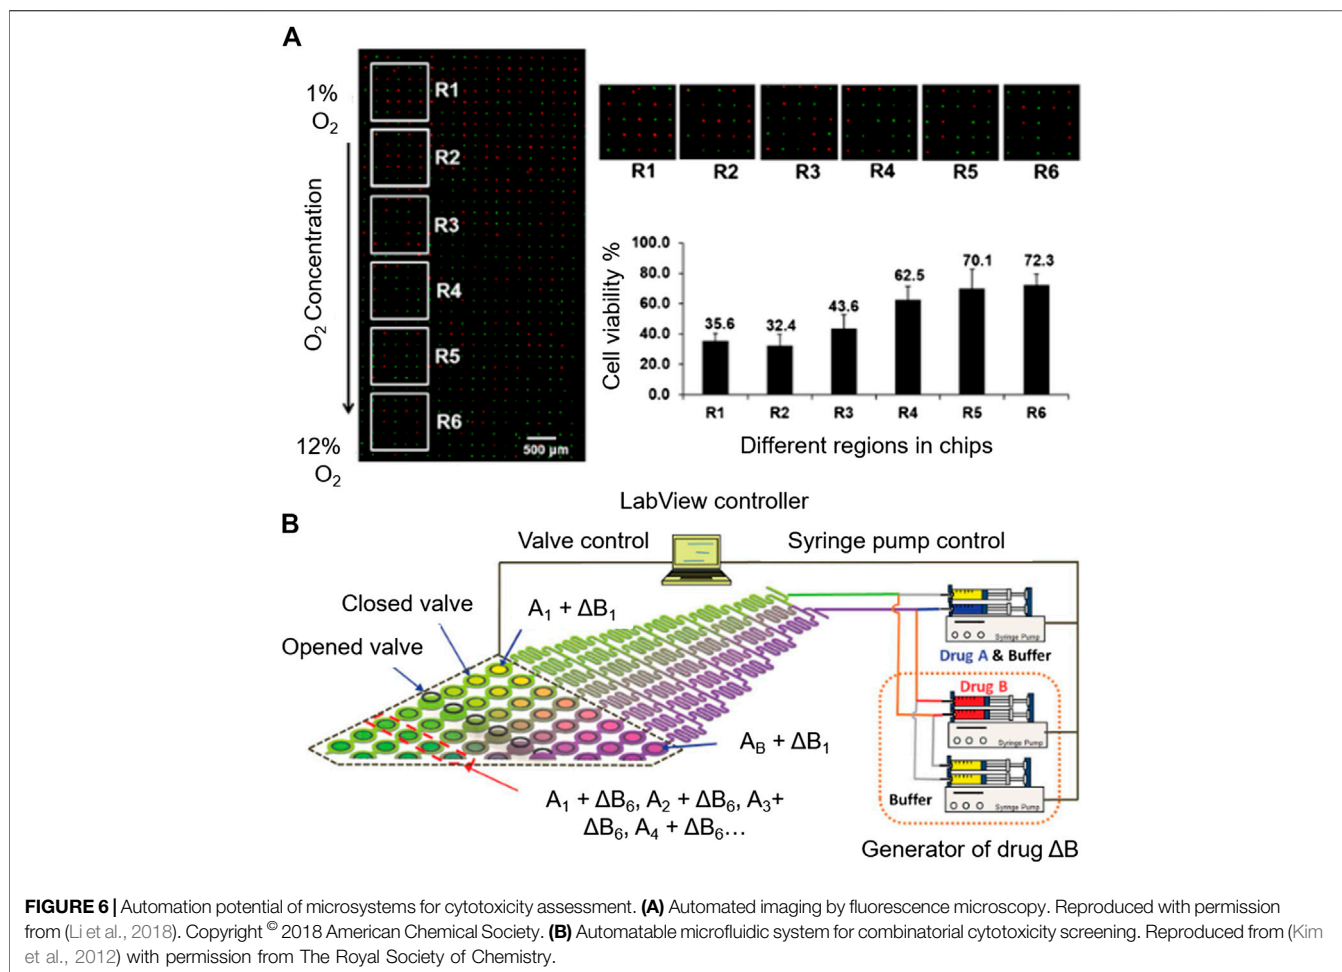 A
1%
O2
O2 Concentration
12%
O2
R1
R2
R3
R4
R5
R6
500 µm
R1 R2 R3 R4 R5 R6
Cell viability %
100.0
80.0
60.0
40.0
20.0
0.0
35.6
32.4
43.6
62.5
70.1
72.3
R1 R2 R3 R4 R5 R6
Different regions in chips
B
LabView controller
Valve control
Syringe pump control
Closed valve
Opened valve
A1 + ΔB1
Syringe Pump
Drug A & Buffer
Drug B
Syringe Pump
AB + ΔB1
Buffer
Syringe Pump
A1 + ΔB6, A2 + ΔB6, A3+
ΔB6, A4 + ΔB6…
Generator of drug ΔB
FIGURE 6 | Automation potential of microsystems for cytotoxicity assessment. (A) Automated imaging by fluorescence microscopy. Reproduced with permission
from (Li et al., 2018). Copyright © 2018 American Chemical Society. (B) Automatable microfluidic system for combinatorial cytotoxicity screening. Reproduced from (Kim
et al., 2012) with permission from The Royal Society of Chemistry.